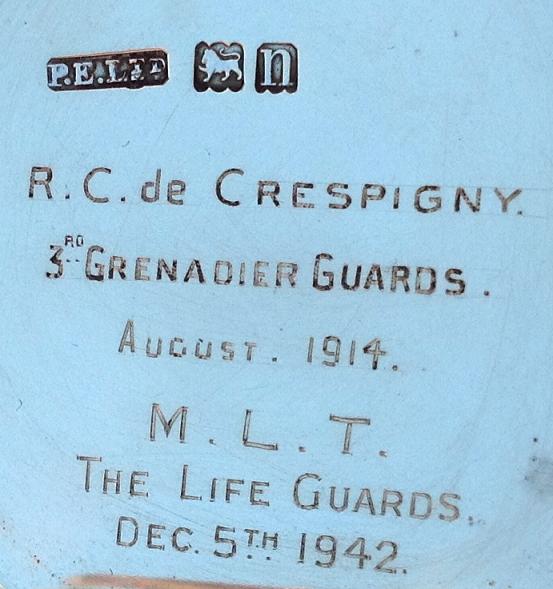 P.E.LTD n
R.C. de CRESPIGNY.
3RD GRENADIER GUARDS.
AUGUST. 1914.
M.L.T.
THE LIFE GUARDS.
DEC. 5TH 1942.